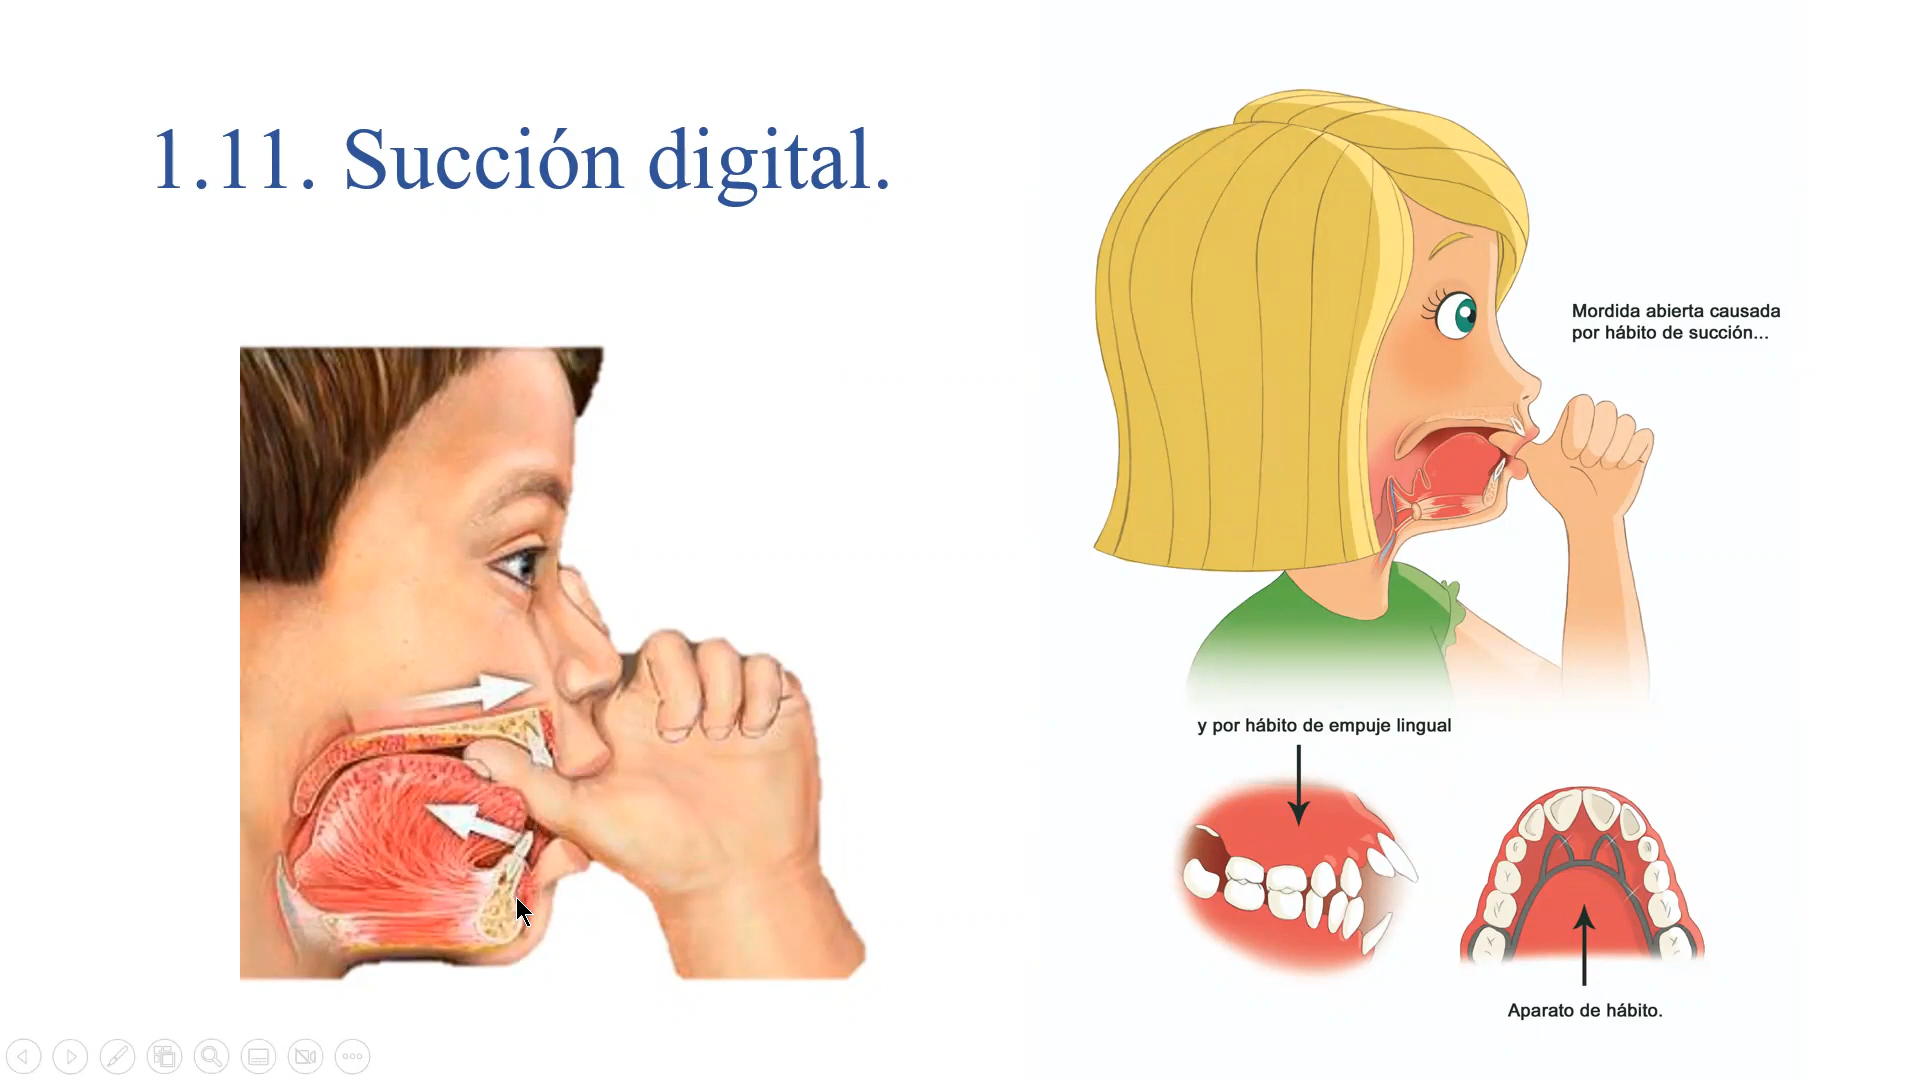 1.11. Succión digital.
Mordida abierta causada
por hábito de succión...
y por hábito de empuje lingual
Aparato de hábito.